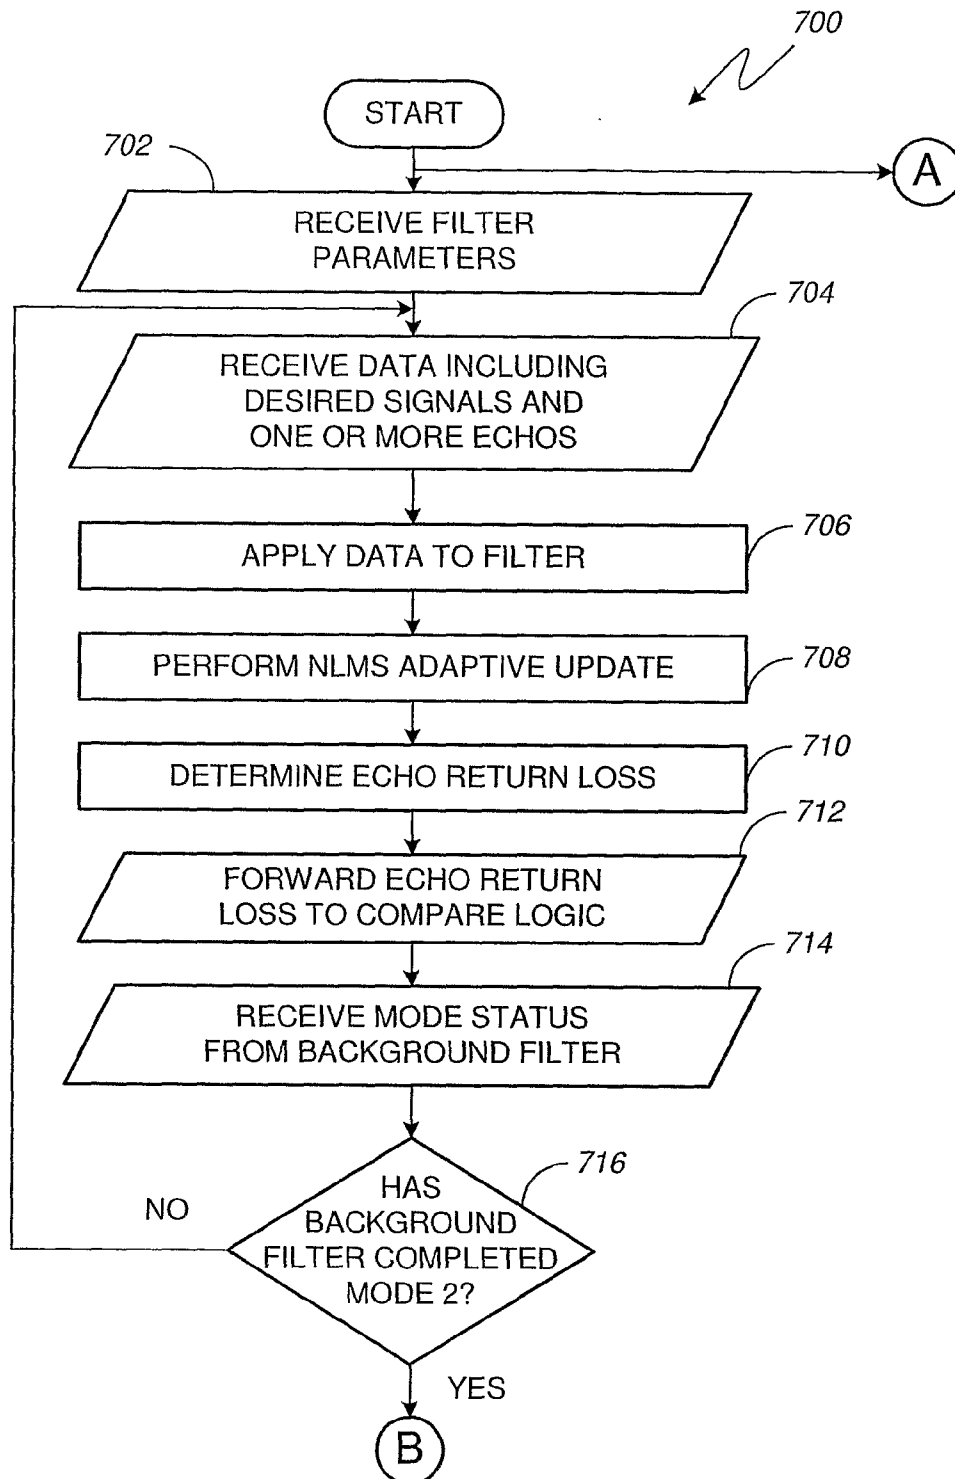 700
START
A
702
RECEIVE FILTER
PARAMETERS
704
RECEIVE DATA INCLUDING
DESIRED SIGNALS AND
ONE OR MORE ECHOS
706
APPLY DATA TO FILTER
708
PERFORM NLMS ADAPTIVE UPDATE
710
DETERMINE ECHO RETURN LOSS
712
FORWARD ECHO RETURN
LOSS TO COMPARE LOGIC
714
RECEIVE MODE STATUS
FROM BACKGROUND FILTER
716
HAS
BACKGROUND
FILTER COMPLETED
MODE 2?
NO
YES
B